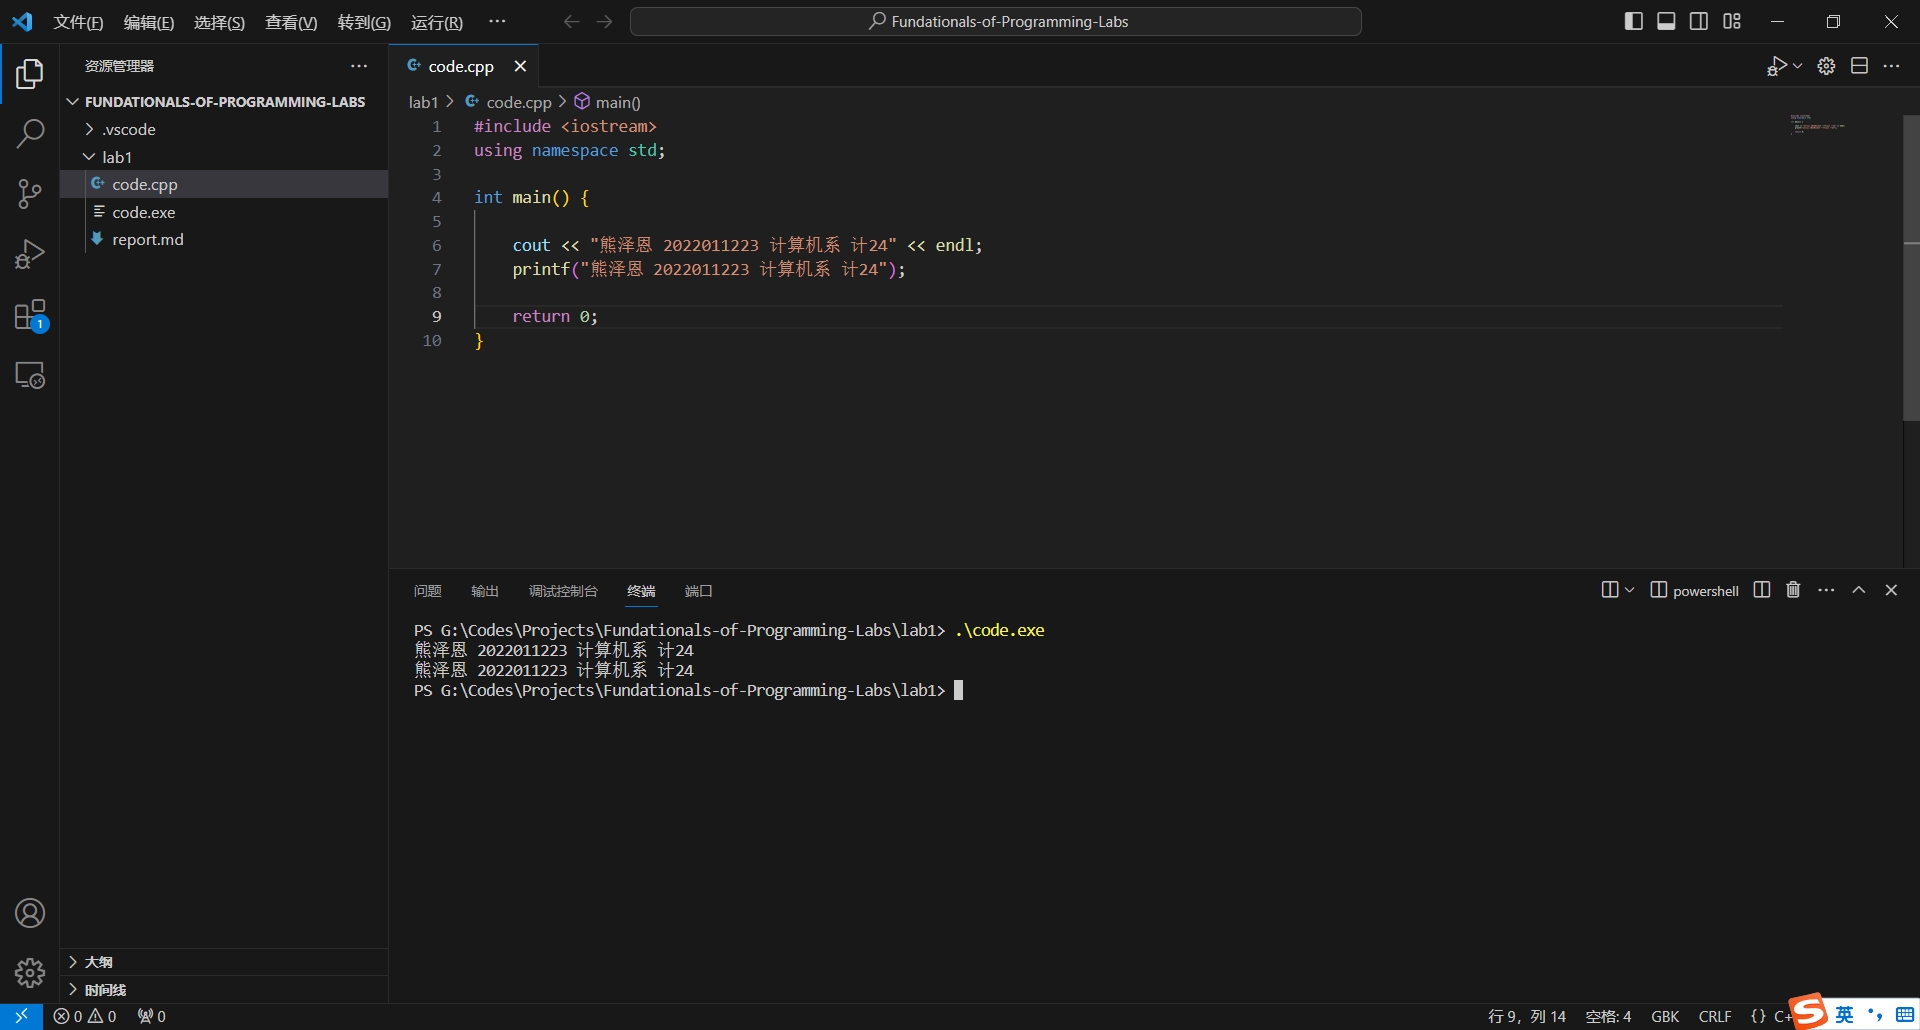 文件(F) 编辑(E) 选择(S) 查看(V) 转到(G) 运行(R) ··· Fundationals-of-Programming-Labs
资源管理器
FUNDATIONALS-OF-PROGRAMMING-LABS
.vscode
lab1
code.cpp
code.exe
report.md
大纲
时间线
1
code.cpp
lab1 > code.cpp > main()
1 #include <iostream>
2 using namespace std;
3
4 int main() {
5
6 cout << "熊泽恩 2022011223 计算机系 计24" << endl;
7 printf("熊泽恩 2022011223 计算机系 计24");
8
9 return 0;
10 }
问题 输出 调试控制台 终端 端口 powershell
PS G:\Codes\Projects\Fundationals-of-Programming-Labs\lab1> .\code.exe
熊泽恩 2022011223 计算机系 计24
熊泽恩 2022011223 计算机系 计24
PS G:\Codes\Projects\Fundationals-of-Programming-Labs\lab1>
0 0 0 行 9，列 14 空格: 4 GBK CRLF {} C+ S 英